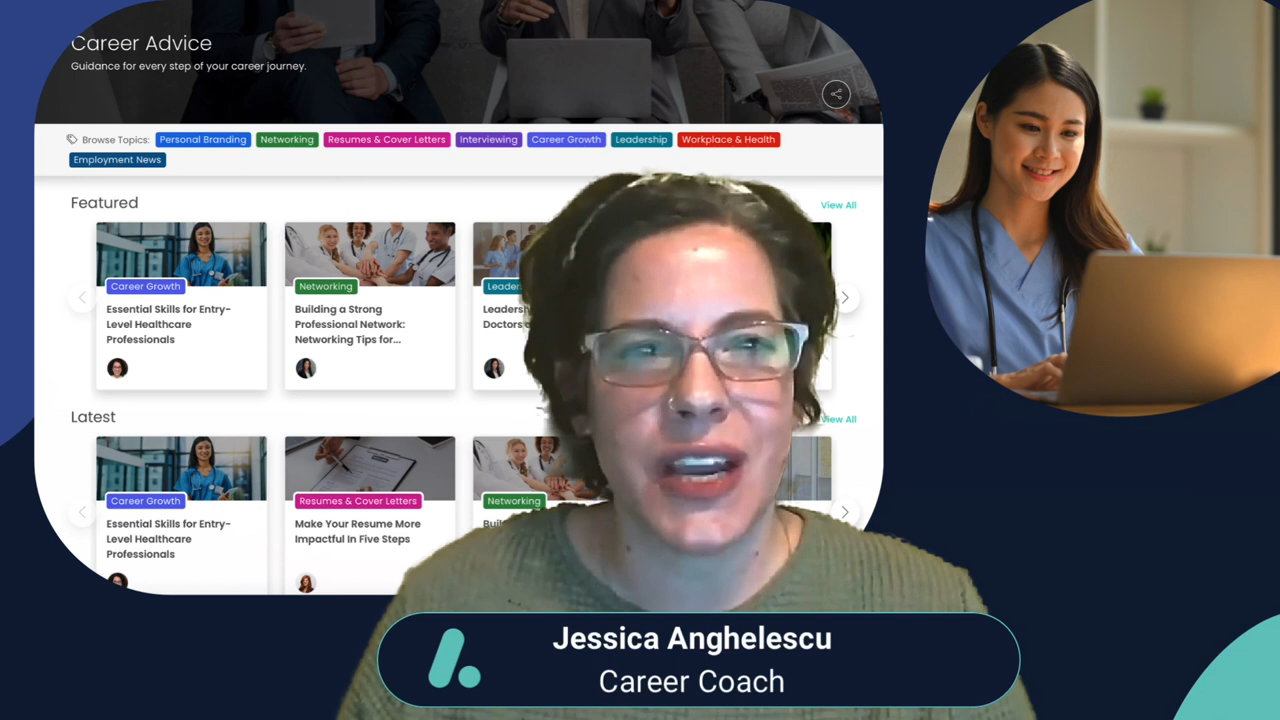 Career Advice
Guidance for every step of your career journey.
Browse Topics: Personal Branding Networking Resumes & Cover Letters Interviewing Career Growth Leadership Workplace & Health
Employment News
Featured
View All
Career Growth
Essential Skills for Entry-
Level Healthcare
Professionals
Networking
Building a Strong
Professional Network:
Networking Tips for...
Leader
Leaders
Doctors
Latest
View All
Career Growth
Essential Skills for Entry-
Level Healthcare
Professionals
Resumes & Cover Letters
Make Your Resume More
Impactful In Five Steps
Networking
Jessica Anghelescu
Career Coach